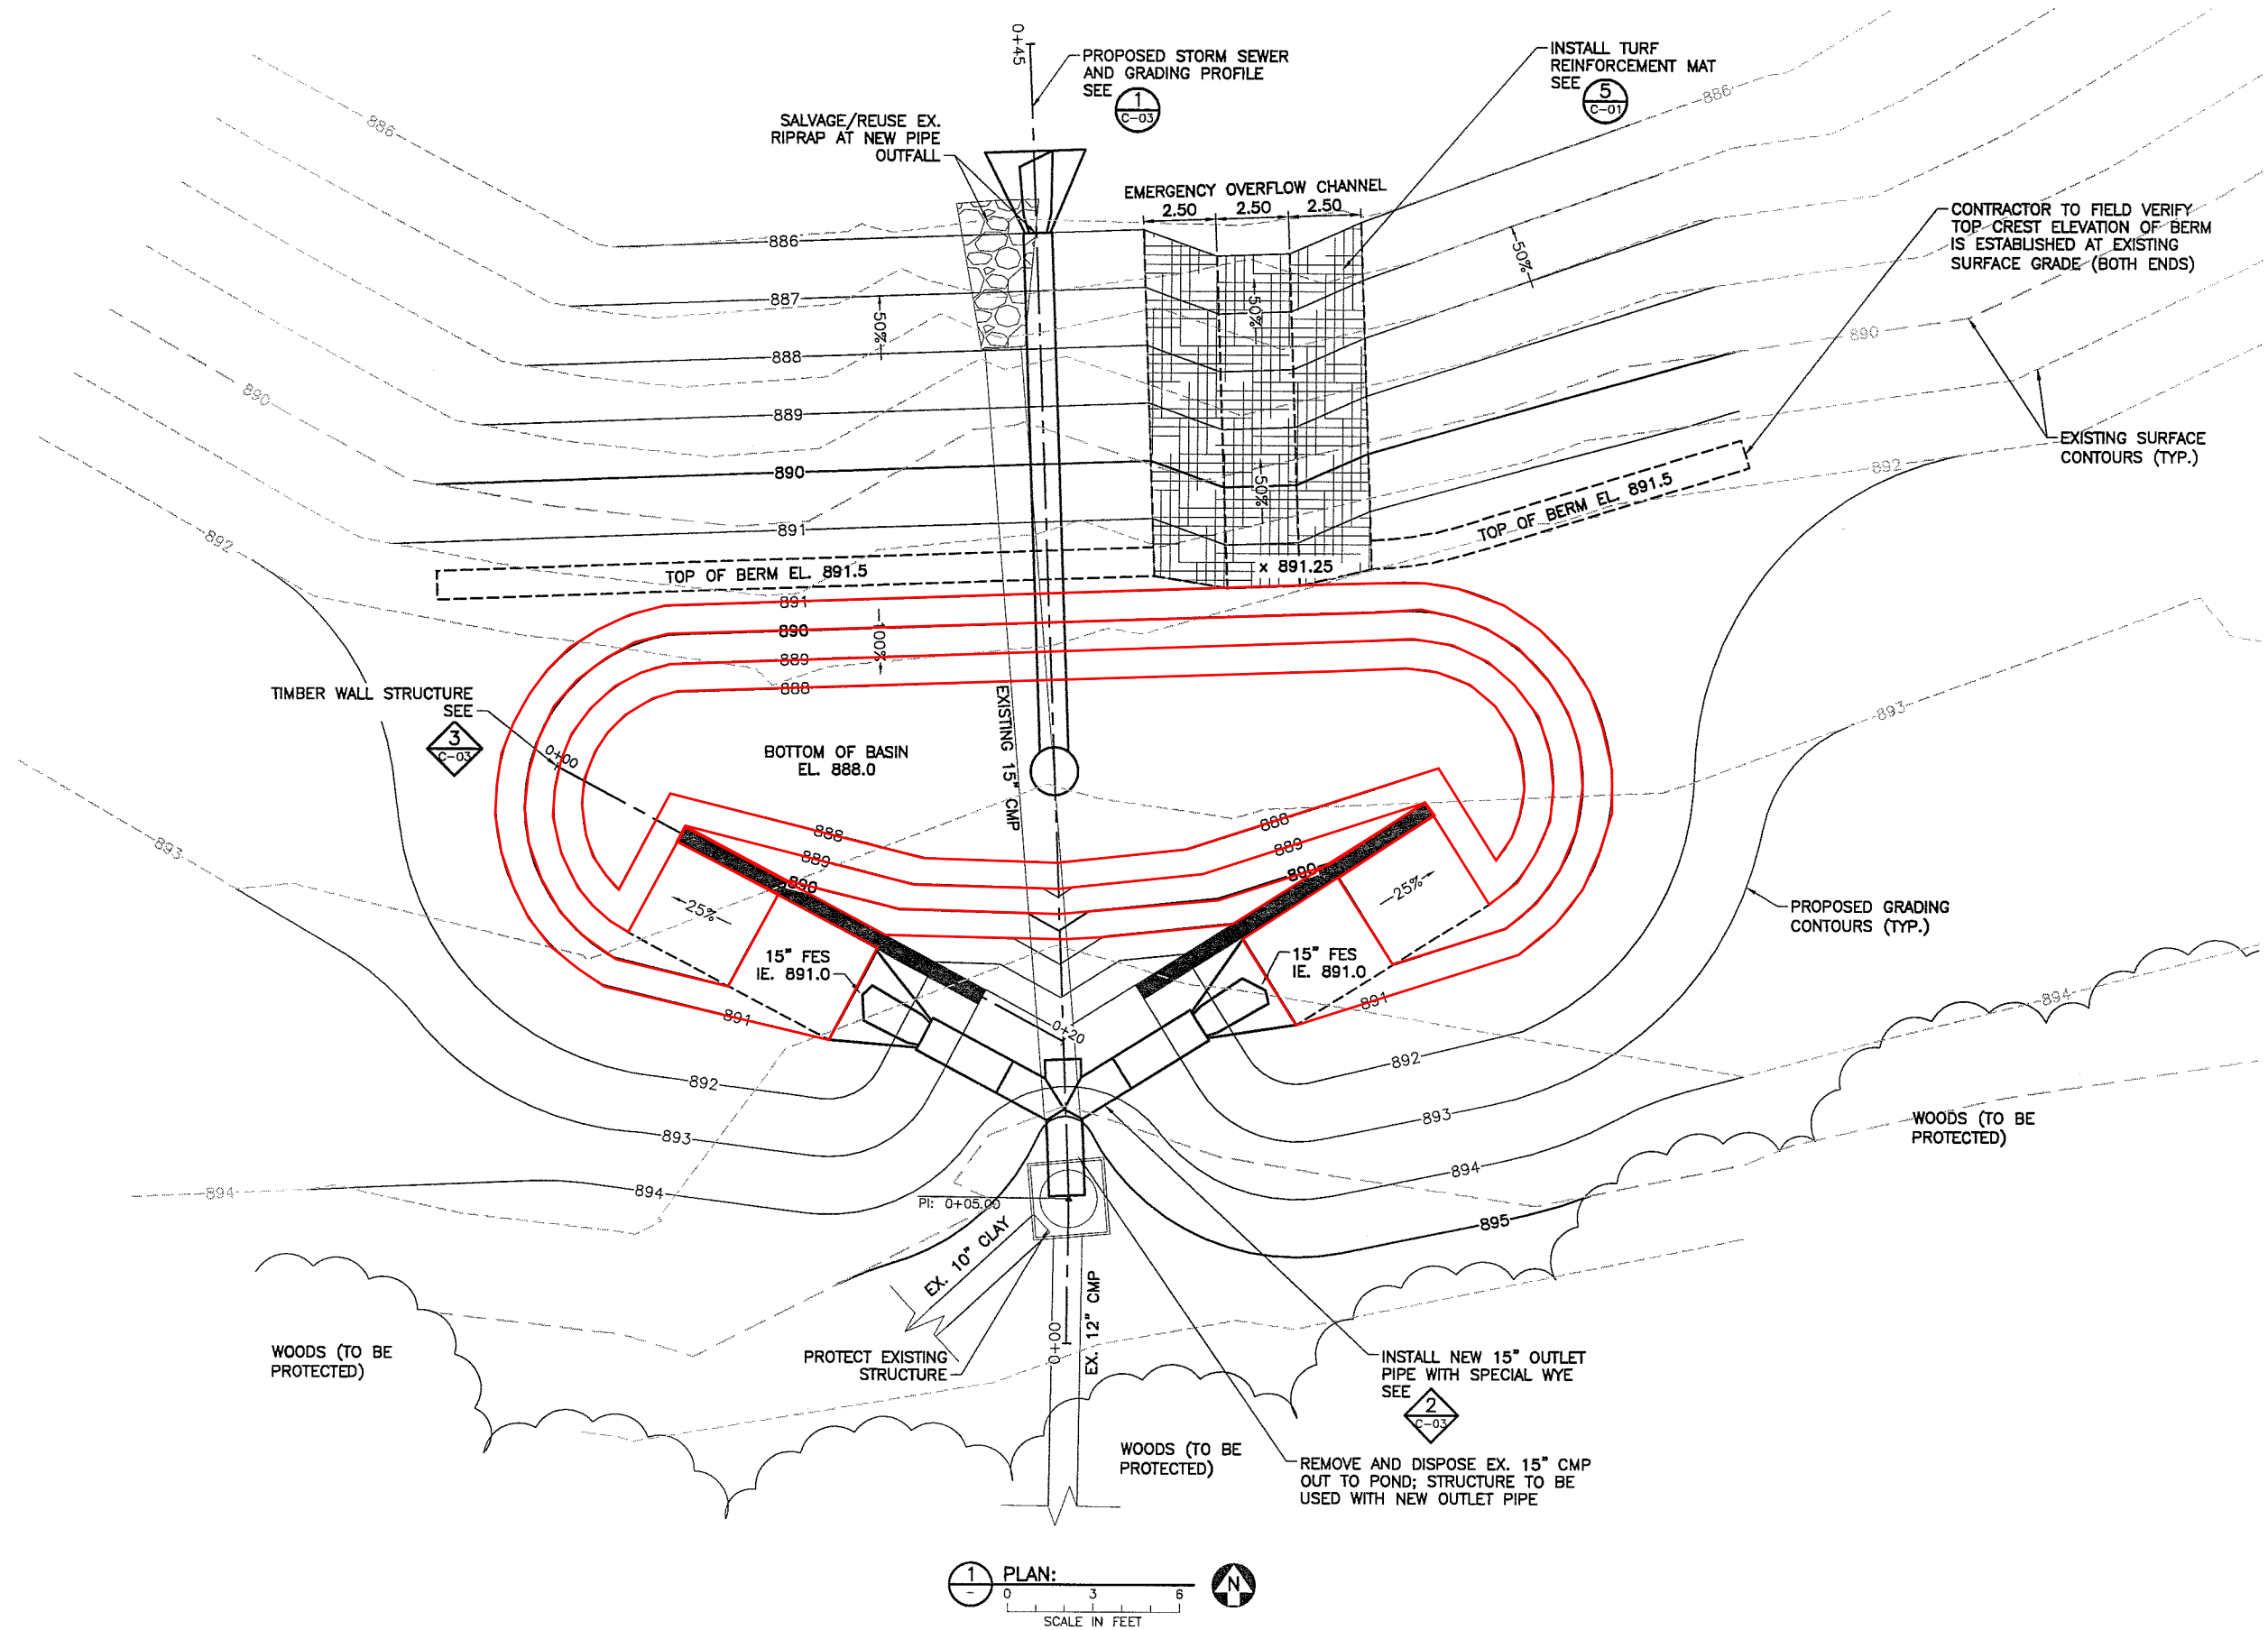 0+45
PROPOSED STORM SEWER
AND GRADING PROFILE
SEE
1
C-03
INSTALL TURF
REINFORCEMENT MAT
SEE
5
C-01
886
886
SALVAGE/REUSE EX.
RIPRAP AT NEW PIPE
OUTFALL
EMERGENCY OVERFLOW CHANNEL
2.50
2.50
2.50
CONTRACTOR TO FIELD VERIFY
TOP CREST ELEVATION OF BERM
IS ESTABLISHED AT EXISTING
SURFACE GRADE (BOTH ENDS)
886
50%
887
50%
50%
888
890
890
889
EXISTING SURFACE
CONTOURS (TYP.)
890
892
50%
891
TOP OF BERM EL. 891.5
892
TOP OF BERM EL. 891.5
x 891.25
891
890
100%
889
888
TIMBER WALL STRUCTURE
SEE
3
C-03
0+00
EXISTING 15" CMP
893
BOTTOM OF BASIN
EL. 888.0
888
888
889
889
893
890
890
25%
25%
PROPOSED GRADING
CONTOURS (TYP.)
15" FES
IE. 891.0
15" FES
IE. 891.0
891
891
894
0+20
892
892
893
893
WOODS (TO BE
PROTECTED)
894
894
894
PI: 0+05.00
895
EX. 10" CLAY
EX. 12" CMP
0+00
WOODS (TO BE
PROTECTED)
PROTECT EXISTING
STRUCTURE
INSTALL NEW 15" OUTLET
PIPE WITH SPECIAL WYE
SEE
2
C-03
WOODS (TO BE
PROTECTED)
REMOVE AND DISPOSE EX. 15" CMP
OUT TO POND; STRUCTURE TO BE
USED WITH NEW OUTLET PIPE
1
-
PLAN:
0 3 6
SCALE IN FEET
N